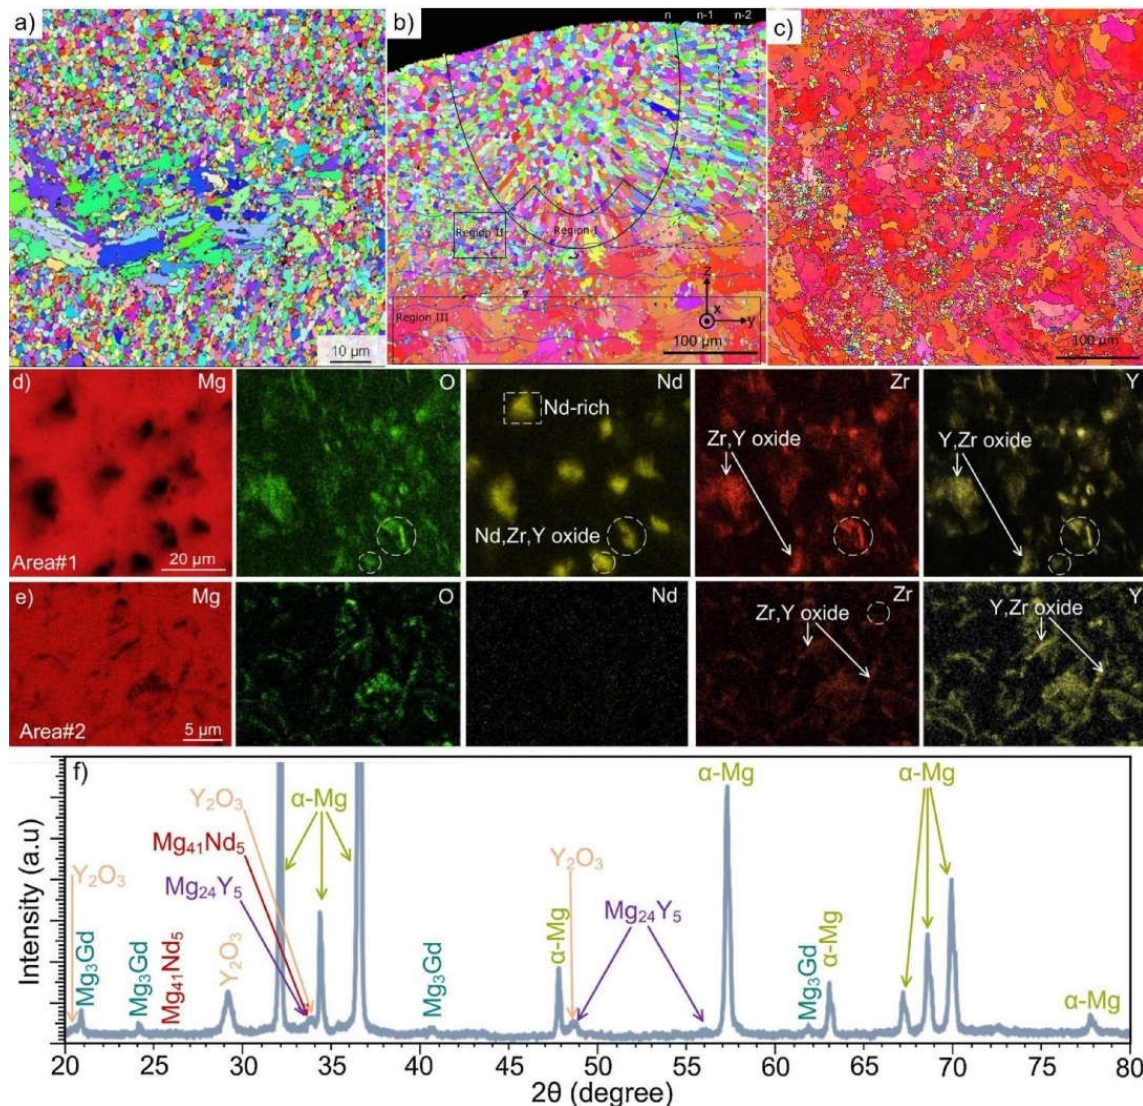 a)
10 µm
b)
n n-1 n-2
Region II
Region I
Region III
z
x
y
100 µm
c)
100 µm
d)
Mg
Area#1
20 µm
O
Nd
Nd-rich
Nd,Zr,Y oxide
Zr
Zr,Y oxide
Y
Y,Zr oxide
e)
Mg
Area#2
5 µm
O
Nd
Zr
Zr,Y oxide
Y
Y,Zr oxide
f)
Intensity (a.u)
Y₂O₃
Mg₃Gd
Mg₃Gd
Mg₄₁Nd₅
Y₂O₃
Mg₂₄Y₅
Mg₄₁Nd₅
Y₂O₃
α-Mg
Mg₃Gd
α-Mg
Y₂O₃
Mg₂₄Y₅
α-Mg
Mg₃Gd
α-Mg
α-Mg
α-Mg
20 25 30 35 40 45 50 55 60 65 70 75 80
2θ (degree)